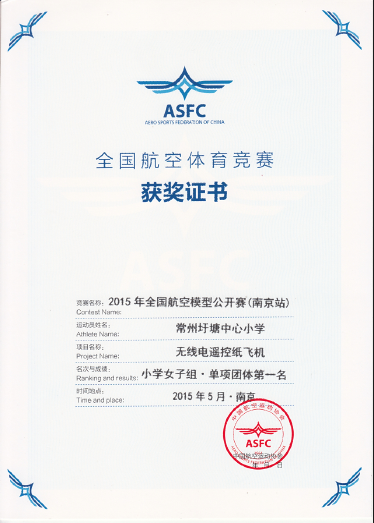 ASFC
AERO SPORTS FEDERATION OF CHINA
全国航空体育竞赛
获奖证书
竞赛名称: 2015 年全国航空模型公开赛(南京站)
Contest Name:
运动员姓名: 常州圩塘中心小学
Athlete Name:
项目名称: 无线电遥控纸飞机
Project Name:
名次与成绩: 小学女子组·单项团体第一名
Ranking and results:
时间地点: 2015 年 5 月·南京
Time and place:
ASFC
年 月 日